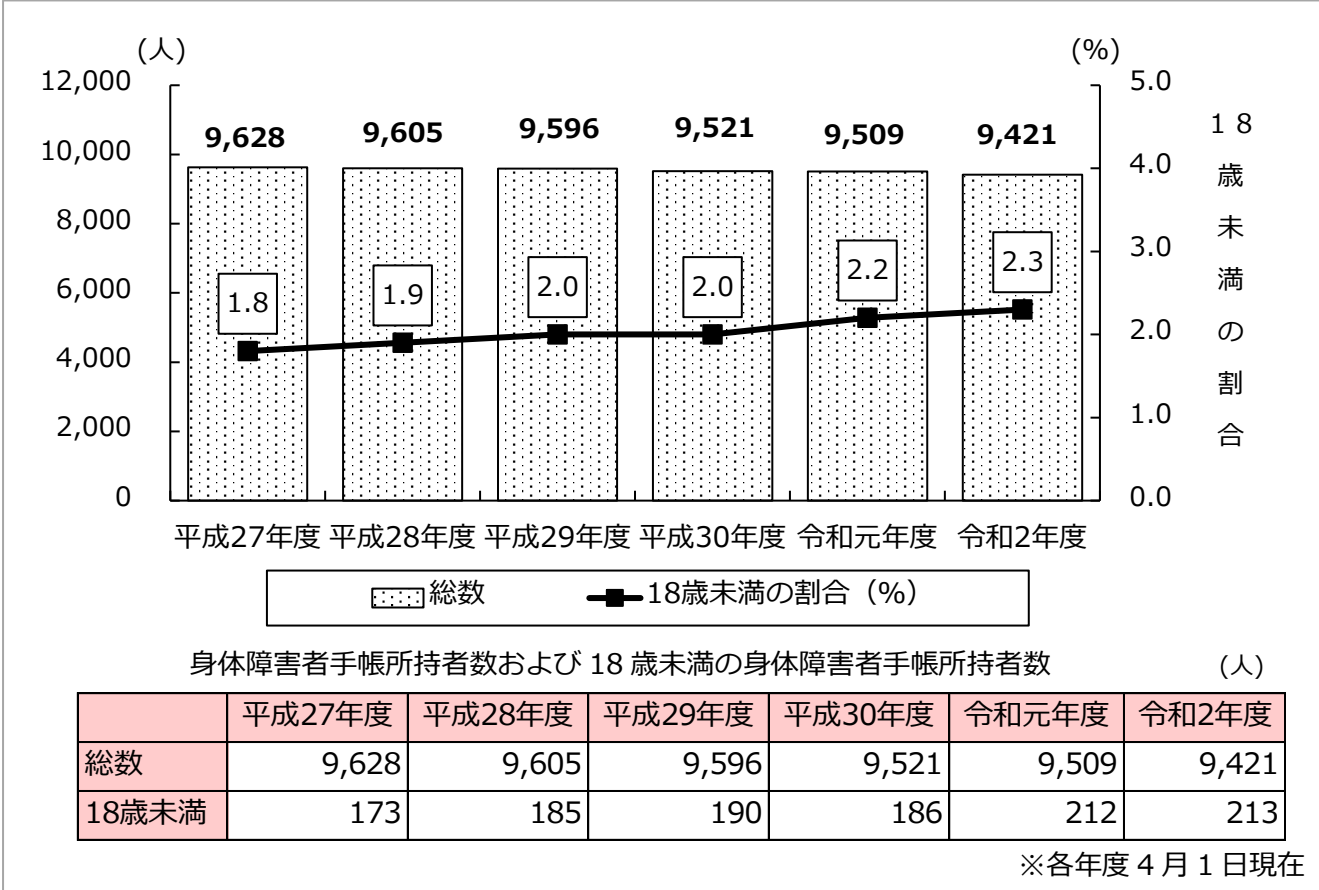 (人)
(%)
12,000
10,000
8,000
6,000
4,000
2,000
0
9,628 9,605 9,596 9,521 9,509 9,421
1.8 1.9 2.0 2.0 2.2 2.3
5.0
4.0
3.0
2.0
1.0
0.0
18歳未満の割合
平成27年度 平成28年度 平成29年度 平成30年度 令和元年度 令和2年度
総数 18歳未満の割合（%）
身体障害者手帳所持者数および 18 歳未満の身体障害者手帳所持者数 (人)
平成27年度 平成28年度 平成29年度 平成30年度 令和元年度 令和2年度
総数 9,628 9,605 9,596 9,521 9,509 9,421
18歳未満 173 185 190 186 212 213
※各年度 4 月 1 日現在